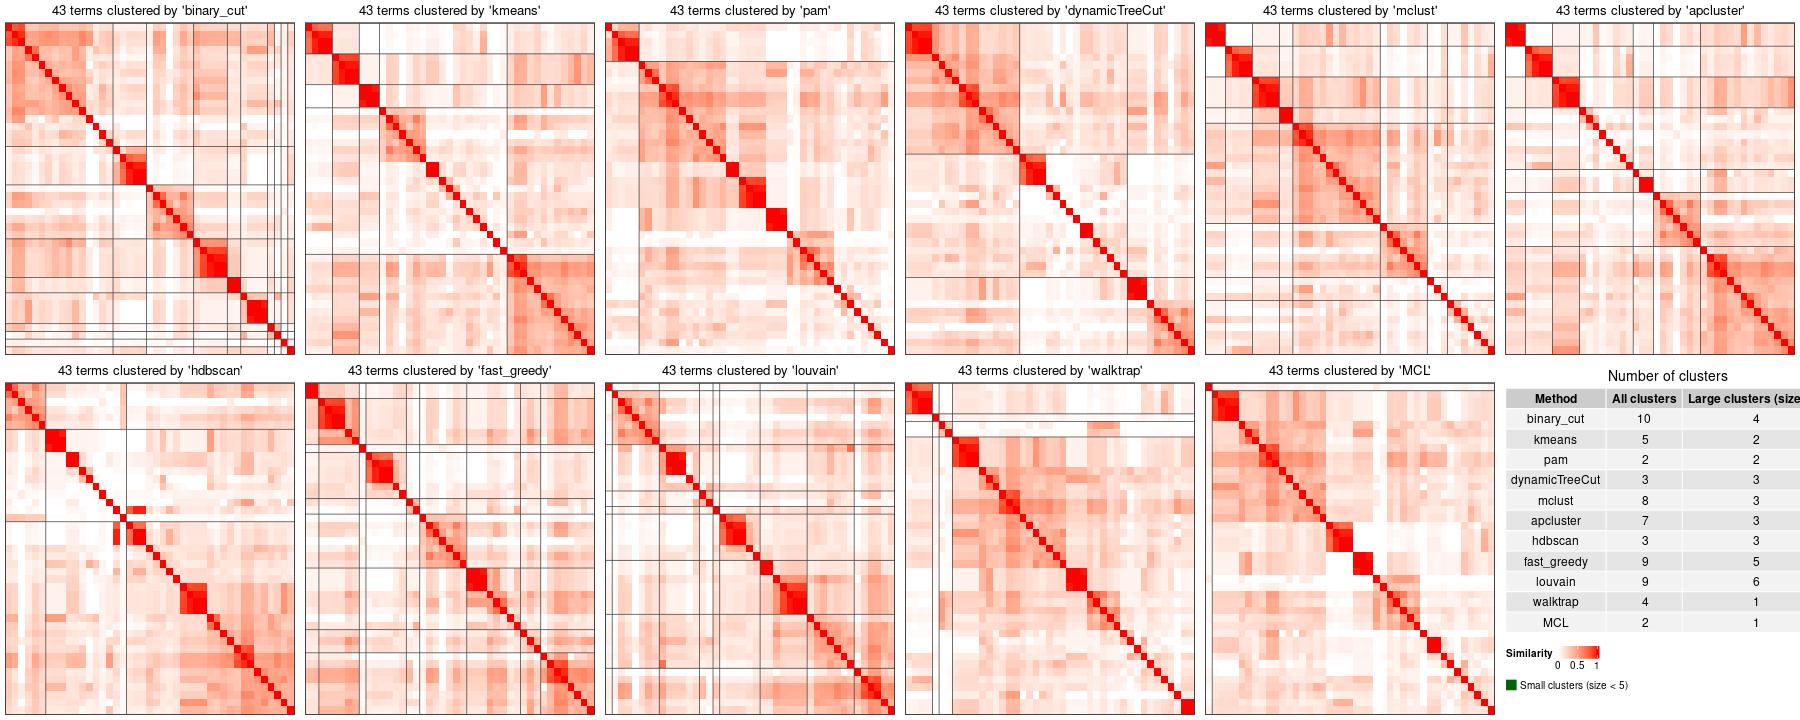 43 terms clustered by 'binary_cut'
43 terms clustered by 'kmeans'
43 terms clustered by 'pam'
43 terms clustered by 'dynamicTreeCut'
43 terms clustered by 'mclust'
43 terms clustered by 'apcluster'
43 terms clustered by 'hdbscan'
43 terms clustered by 'fast_greedy'
43 terms clustered by 'louvain'
43 terms clustered by 'walktrap'
43 terms clustered by 'MCL'
Number of clusters
Method All clusters Large clusters (size
binary_cut 10 4
kmeans 5 2
pam 2 2
dynamicTreeCut 3 3
mclust 8 3
apcluster 7 3
hdbscan 3 3
fast_greedy 9 5
louvain 9 6
walktrap 4 1
MCL 2 1
Similarity
0 0.5 1
Small clusters (size < 5)